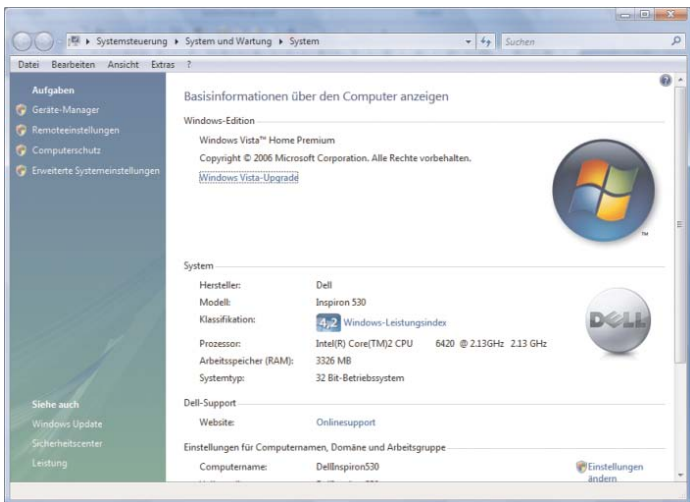 Systemsteuerung ▸ System und Wartung ▸ System
Suchen
Datei Bearbeiten Ansicht Extras ?
Aufgaben
Geräte-Manager
Remoteeinstellungen
Computerschutz
Erweiterte Systemeinstellungen
Siehe auch
Windows Update
Sicherheitscenter
Leistung
Basisinformationen über den Computer anzeigen
Windows-Edition
Windows Vista™ Home Premium
Copyright © 2006 Microsoft Corporation. Alle Rechte vorbehalten.
Windows Vista-Upgrade
TM
System
Hersteller: Dell
Modell: Inspiron 530
Klassifikation: 4,2 Windows-Leistungsindex
Prozessor: Intel(R) Core(TM)2 CPU 6420 @ 2.13GHz 2.13 GHz
Arbeitsspeicher (RAM): 3326 MB
Systemtyp: 32 Bit-Betriebssystem
DELL
Dell-Support
Website: Onlinesupport
Einstellungen für Computernamen, Domäne und Arbeitsgruppe
Computername: DellInspiron530
Einstellungen
ändern